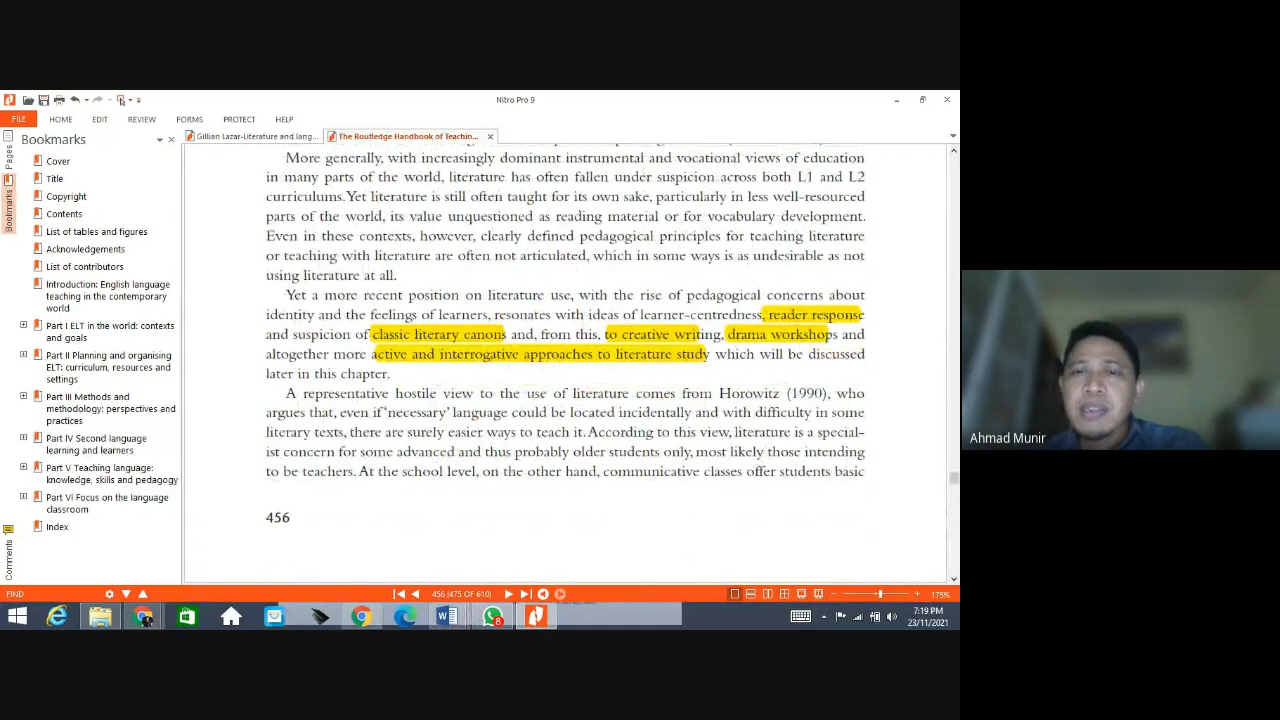 Nitro Pro 9
FILE HOME EDIT REVIEW FORMS PROTECT HELP
Gillian Lazar-Literature and lang...
The Routledge Handbook of Teachin...
Pages
Bookmarks
Comments
Bookmarks
Cover
Title
Copyright
Contents
List of tables and figures
Acknowledgements
List of contributors
Introduction: English language
teaching in the contemporary
world
Part I ELT in the world: contexts
and goals
Part II Planning and organising
ELT: curriculum, resources and
settings
Part III Methods and
methodology: perspectives and
practices
Part IV Second language
learning and learners
Part V Teaching language:
knowledge, skills and pedagogy
Part VI Focus on the language
classroom
Index
More generally, with increasingly dominant instrumental and vocational views of education
in many parts of the world, literature has often fallen under suspicion across both L1 and L2
curriculums. Yet literature is still often taught for its own sake, particularly in less well-resourced
parts of the world, its value unquestioned as reading material or for vocabulary development.
Even in these contexts, however, clearly defined pedagogical principles for teaching literature
or teaching with literature are often not articulated, which in some ways is as undesirable as not
using literature at all.
Yet a more recent position on literature use, with the rise of pedagogical concerns about
identity and the feelings of learners, resonates with ideas of learner-centredness, reader response
and suspicion of classic literary canons and, from this, to creative writing, drama workshops and
altogether more active and interrogative approaches to literature study which will be discussed
later in this chapter.
A representative hostile view to the use of literature comes from Horowitz (1990), who
argues that, even if 'necessary' language could be located incidentally and with difficulty in some
literary texts, there are surely easier ways to teach it. According to this view, literature is a special-
ist concern for some advanced and thus probably older students only, most likely those intending
to be teachers. At the school level, on the other hand, communicative classes offer students basic
456
FIND
456 (475 OF 610)
175%
8
7:19 PM
23/11/2021
Ahmad Munir